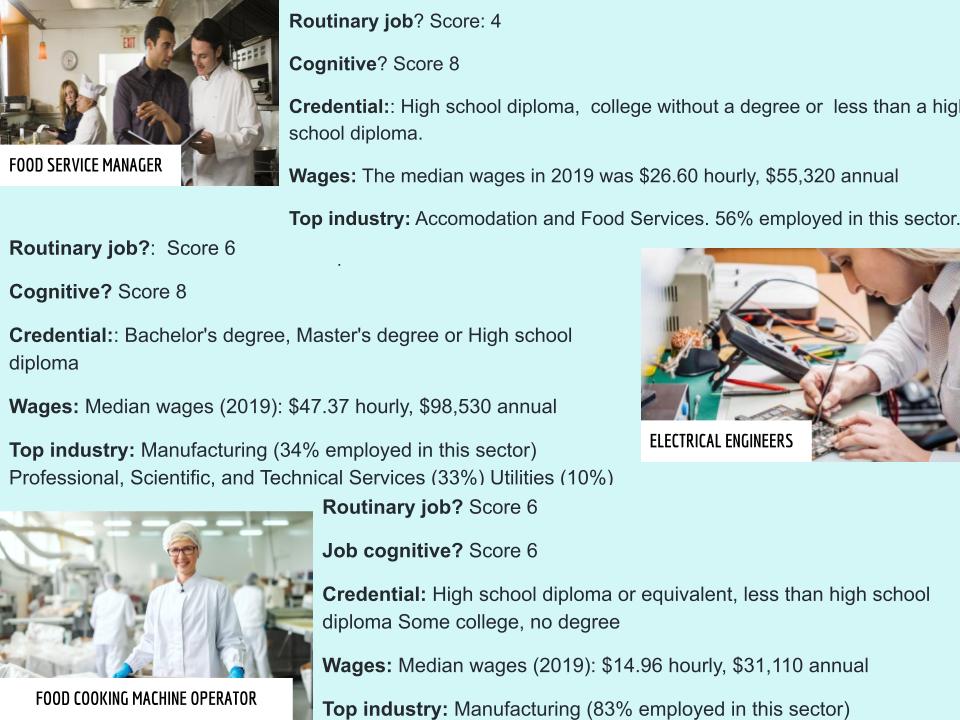 Routinary job? Score: 4
Cognitive? Score 8
Credential:: High school diploma,  college without a degree or  less than a high
school diploma.
Wages: The median wages in 2019 was $26.60 hourly, $55,320 annual
Top industry: Accomodation and Food Services. 56% employed in this sector.
FOOD SERVICE MANAGER
Routinary job?:  Score 6
.
Cognitive? Score 8
Credential:: Bachelor's degree, Master's degree or High school
diploma
Wages: Median wages (2019): $47.37 hourly, $98,530 annual
Top industry: Manufacturing (34% employed in this sector)
Professional, Scientific, and Technical Services (33%) Utilities (10%)
ELECTRICAL ENGINEERS
Routinary job? Score 6
Job cognitive? Score 6
Credential: High school diploma or equivalent, less than high school
diploma Some college, no degree
Wages: Median wages (2019): $14.96 hourly, $31,110 annual
Top industry: Manufacturing (83% employed in this sector)
FOOD COOKING MACHINE OPERATOR